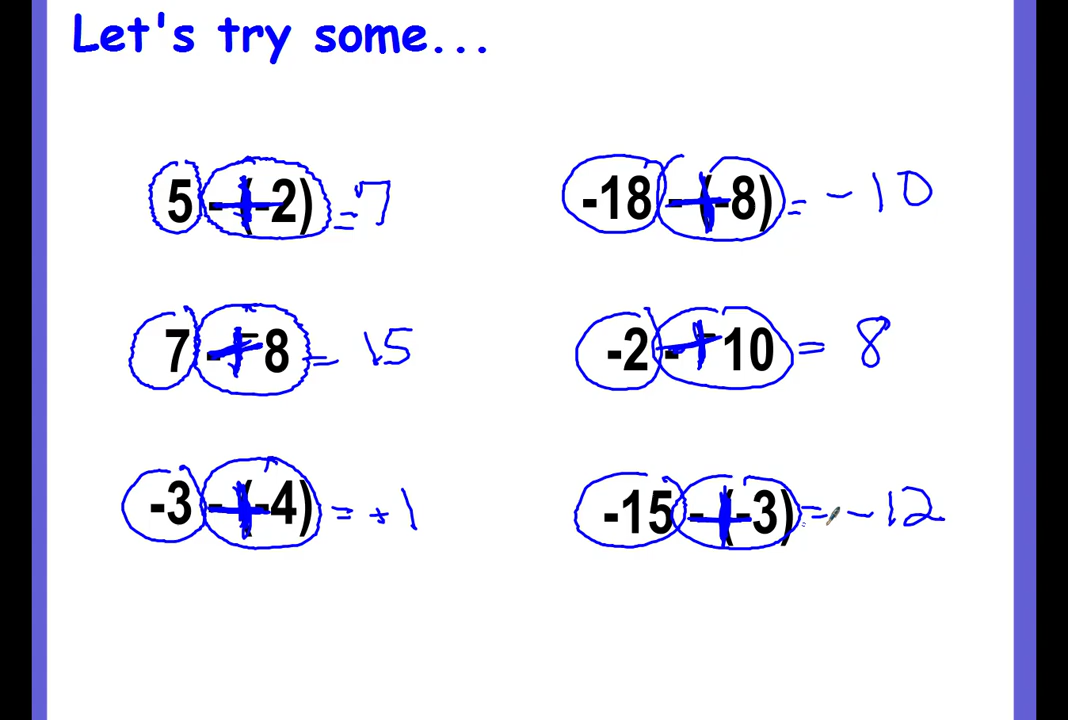 Let's try some...
5 - (-2) = 7
-18 - (-8) = -10
7 - -8 = 15
-2 - -10 = 8
-3 - (-4) = +1
-15 - (-3) = -12